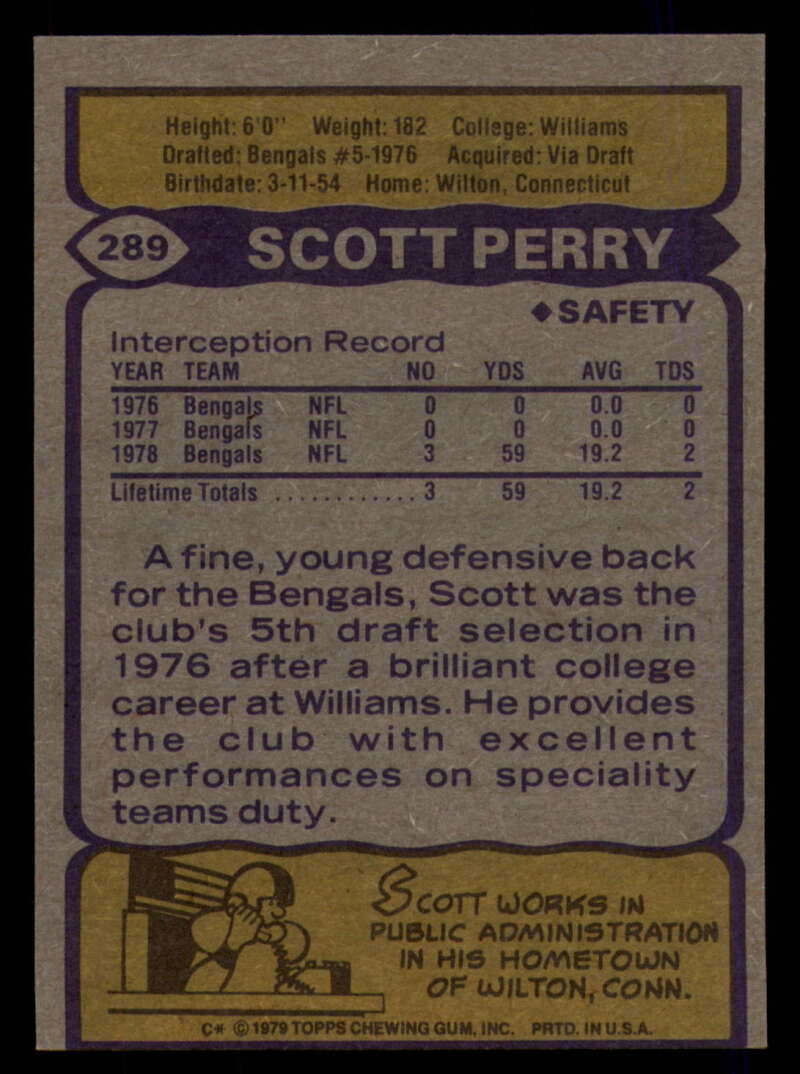 Height: 6'0" Weight: 182 College: Williams
Drafted: Bengals #5-1976 Acquired: Via Draft
Birthdate: 3-11-54 Home: Wilton, Connecticut
289 SCOTT PERRY
◆SAFETY
Interception Record
YEAR TEAM NO YDS AVG TDS
1976 Bengals NFL 0 0 0.0 0
1977 Bengals NFL 0 0 0.0 0
1978 Bengals NFL 3 59 19.2 2
Lifetime Totals ............ 3 59 19.2 2
A fine, young defensive back
for the Bengals, Scott was the
club's 5th draft selection in
1976 after a brilliant college
career at Williams. He provides
the club with excellent
performances on speciality
teams duty.
SCOTT WORKS IN
PUBLIC ADMINISTRATION
IN HIS HOMETOWN
OF WILTON, CONN.
C* © 1979 TOPPS CHEWING GUM, INC. PRTD. IN U.S.A.